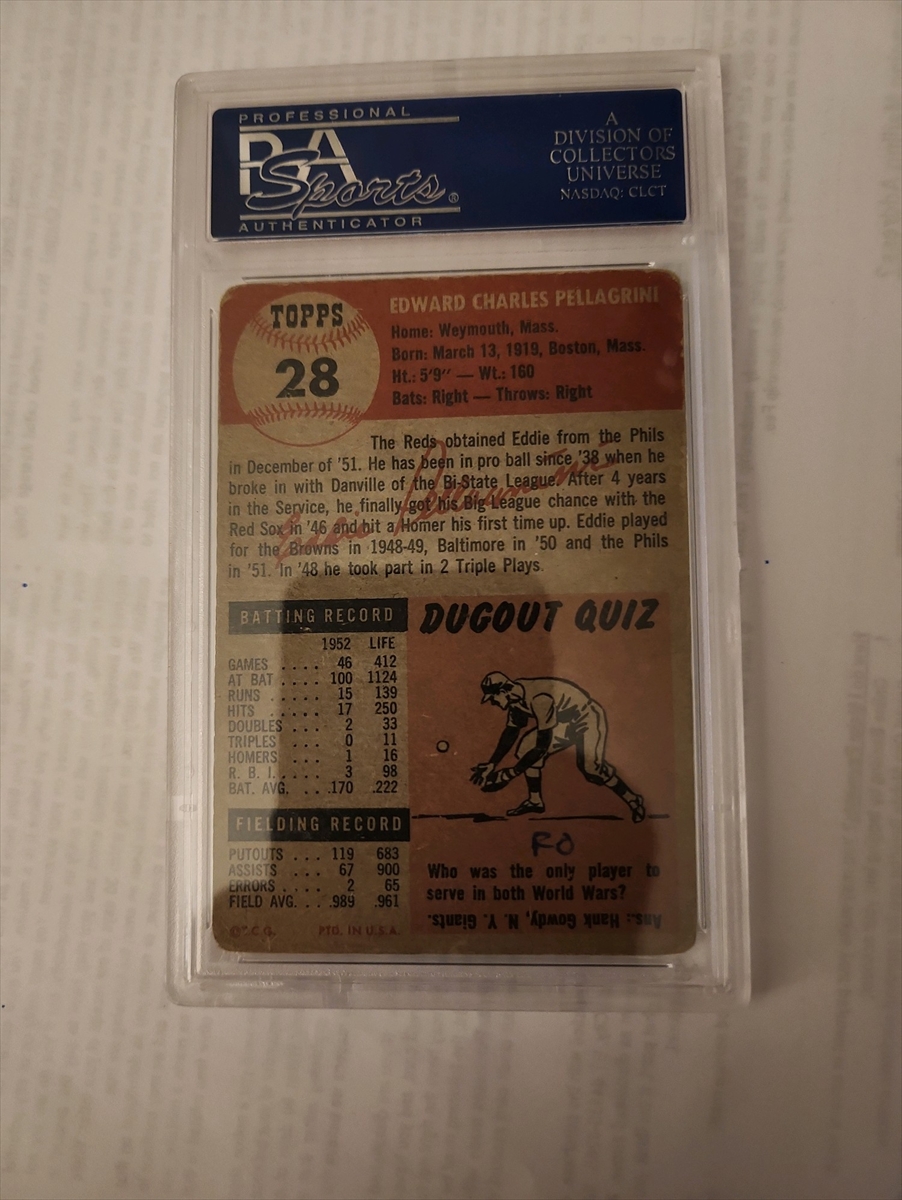 PROFESSIONAL
PSA
Sports®
AUTHENTICATOR
A
DIVISION OF
COLLECTORS
UNIVERSE
NASDAQ: CLCT
TOPPS
28
EDWARD CHARLES PELLAGRINI
Home: Weymouth, Mass.
Born: March 13, 1919, Boston, Mass.
Ht.: 5'9" — Wt.: 160
Bats: Right — Throws: Right
The Reds obtained Eddie from the Phils
in December of '51. He has been in pro ball since '38 when he
broke in with Danville of the Bi-State League. After 4 years
in the Service, he finally got his Big League chance with the
Red Sox in '46 and hit a Homer his first time up. Eddie played
for the Browns in 1948-49, Baltimore in '50 and the Phils
in '51. In '48 he took part in 2 Triple Plays.
Eddie Pellagrini
BATTING RECORD
1952 LIFE
GAMES .... 46 412
AT BAT .... 100 1124
RUNS ..... 15 139
HITS ..... 17 250
DOUBLES ... 2 33
TRIPLES ... 0 11
HOMERS ... 1 16
R. B. I. .... 3 98
BAT. AVG. . . .170 .222
FIELDING RECORD
PUTOUTS ... 119 683
ASSISTS .... 67 900
ERRORS .... 2 65
FIELD AVG. . . .989 .961
©T.C.G. PTD. IN U.S.A.
DUGOUT QUIZ
RO
Who was the only player to
serve in both World Wars?
Ans.: Hank Gowdy, N. Y. Giants.